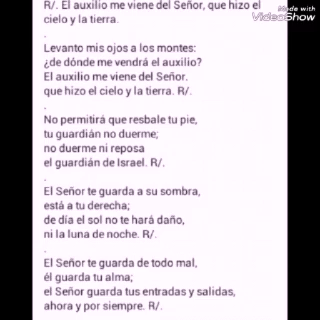 R/. El auxilio me viene del Señor, que hizo el
cielo y la tierra.
.
Levanto mis ojos a los montes:
¿de dónde me vendrá el auxilio?
El auxilio me viene del Señor.
que hizo el cielo y la tierra. R/.
.
No permitirá que resbale tu pie,
tu guardián no duerme;
no duerme ni reposa
el guardián de Israel. R/.
.
El Señor te guarda a su sombra,
está a tu derecha;
de día el sol no te hará daño,
ni la luna de noche. R/.
.
El Señor te guarda de todo mal,
él guarda tu alma;
el Señor guarda tus entradas y salidas,
ahora y por siempre. R/.
Made with
VideoShow